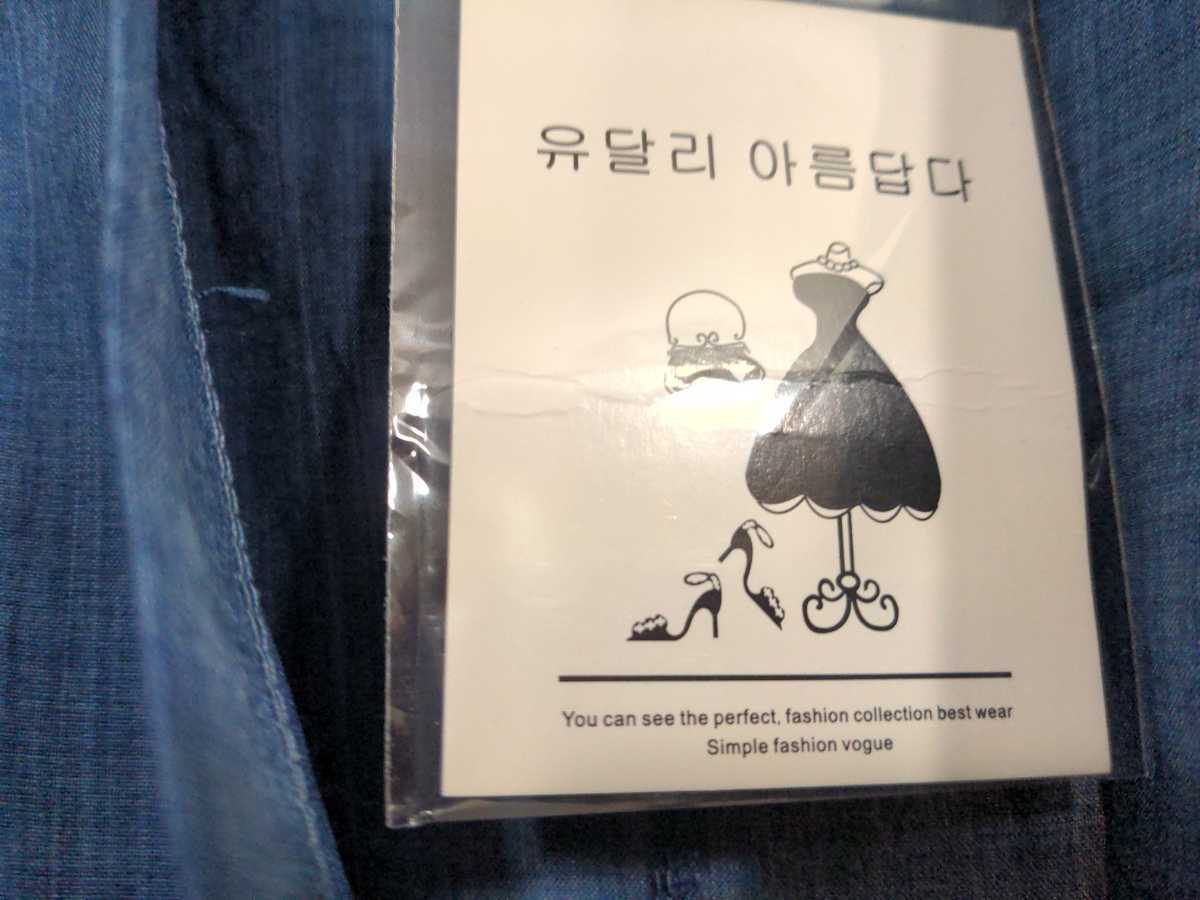 유달리 아름답다
You can see the perfect, fashion collection best wear
Simple fashion vogue